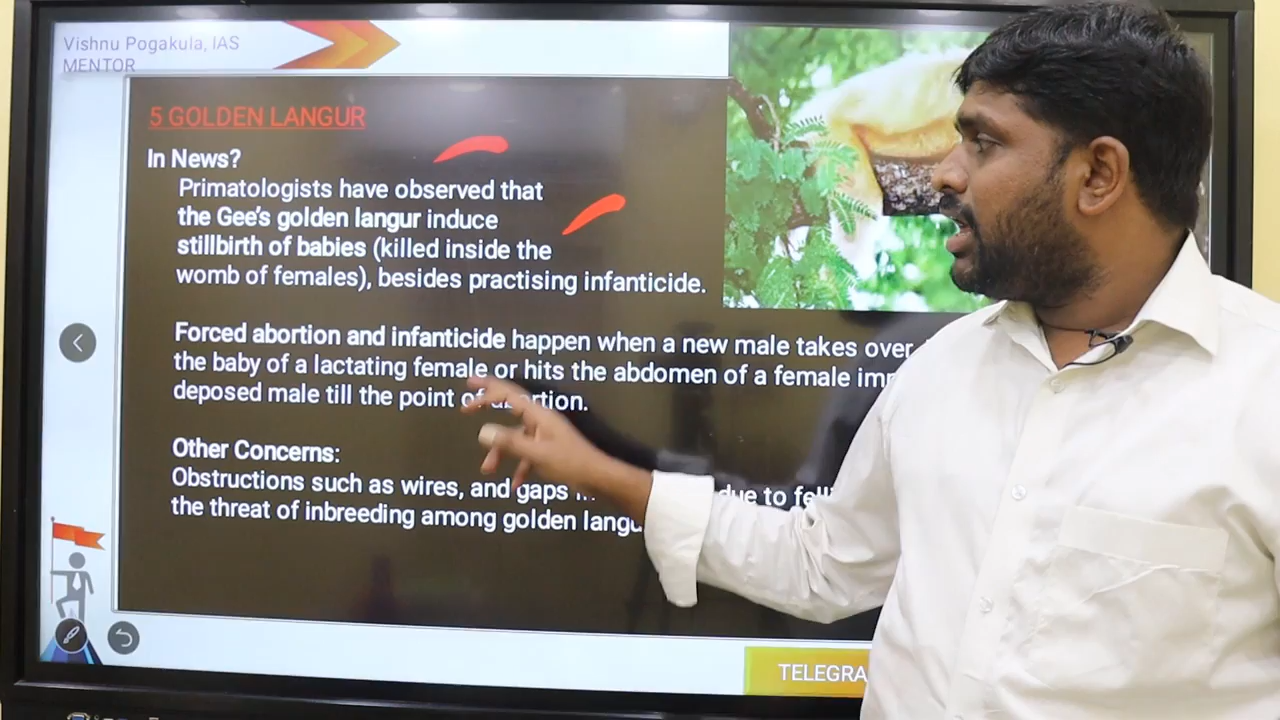 Vishnu Pogakula, IAS
MENTOR
5 GOLDEN LANGUR
In News?
Primatologists have observed that
the Gee's golden langur induce
stillbirth of babies (killed inside the
womb of females), besides practising infanticide.
Forced abortion and infanticide happen when a new male takes over
the baby of a lactating female or hits the abdomen of a female
deposed male till the point of abortion.
Other Concerns:
Obstructions such as wires, and gaps due to
the threat of inbreeding among golden
TELEGRA